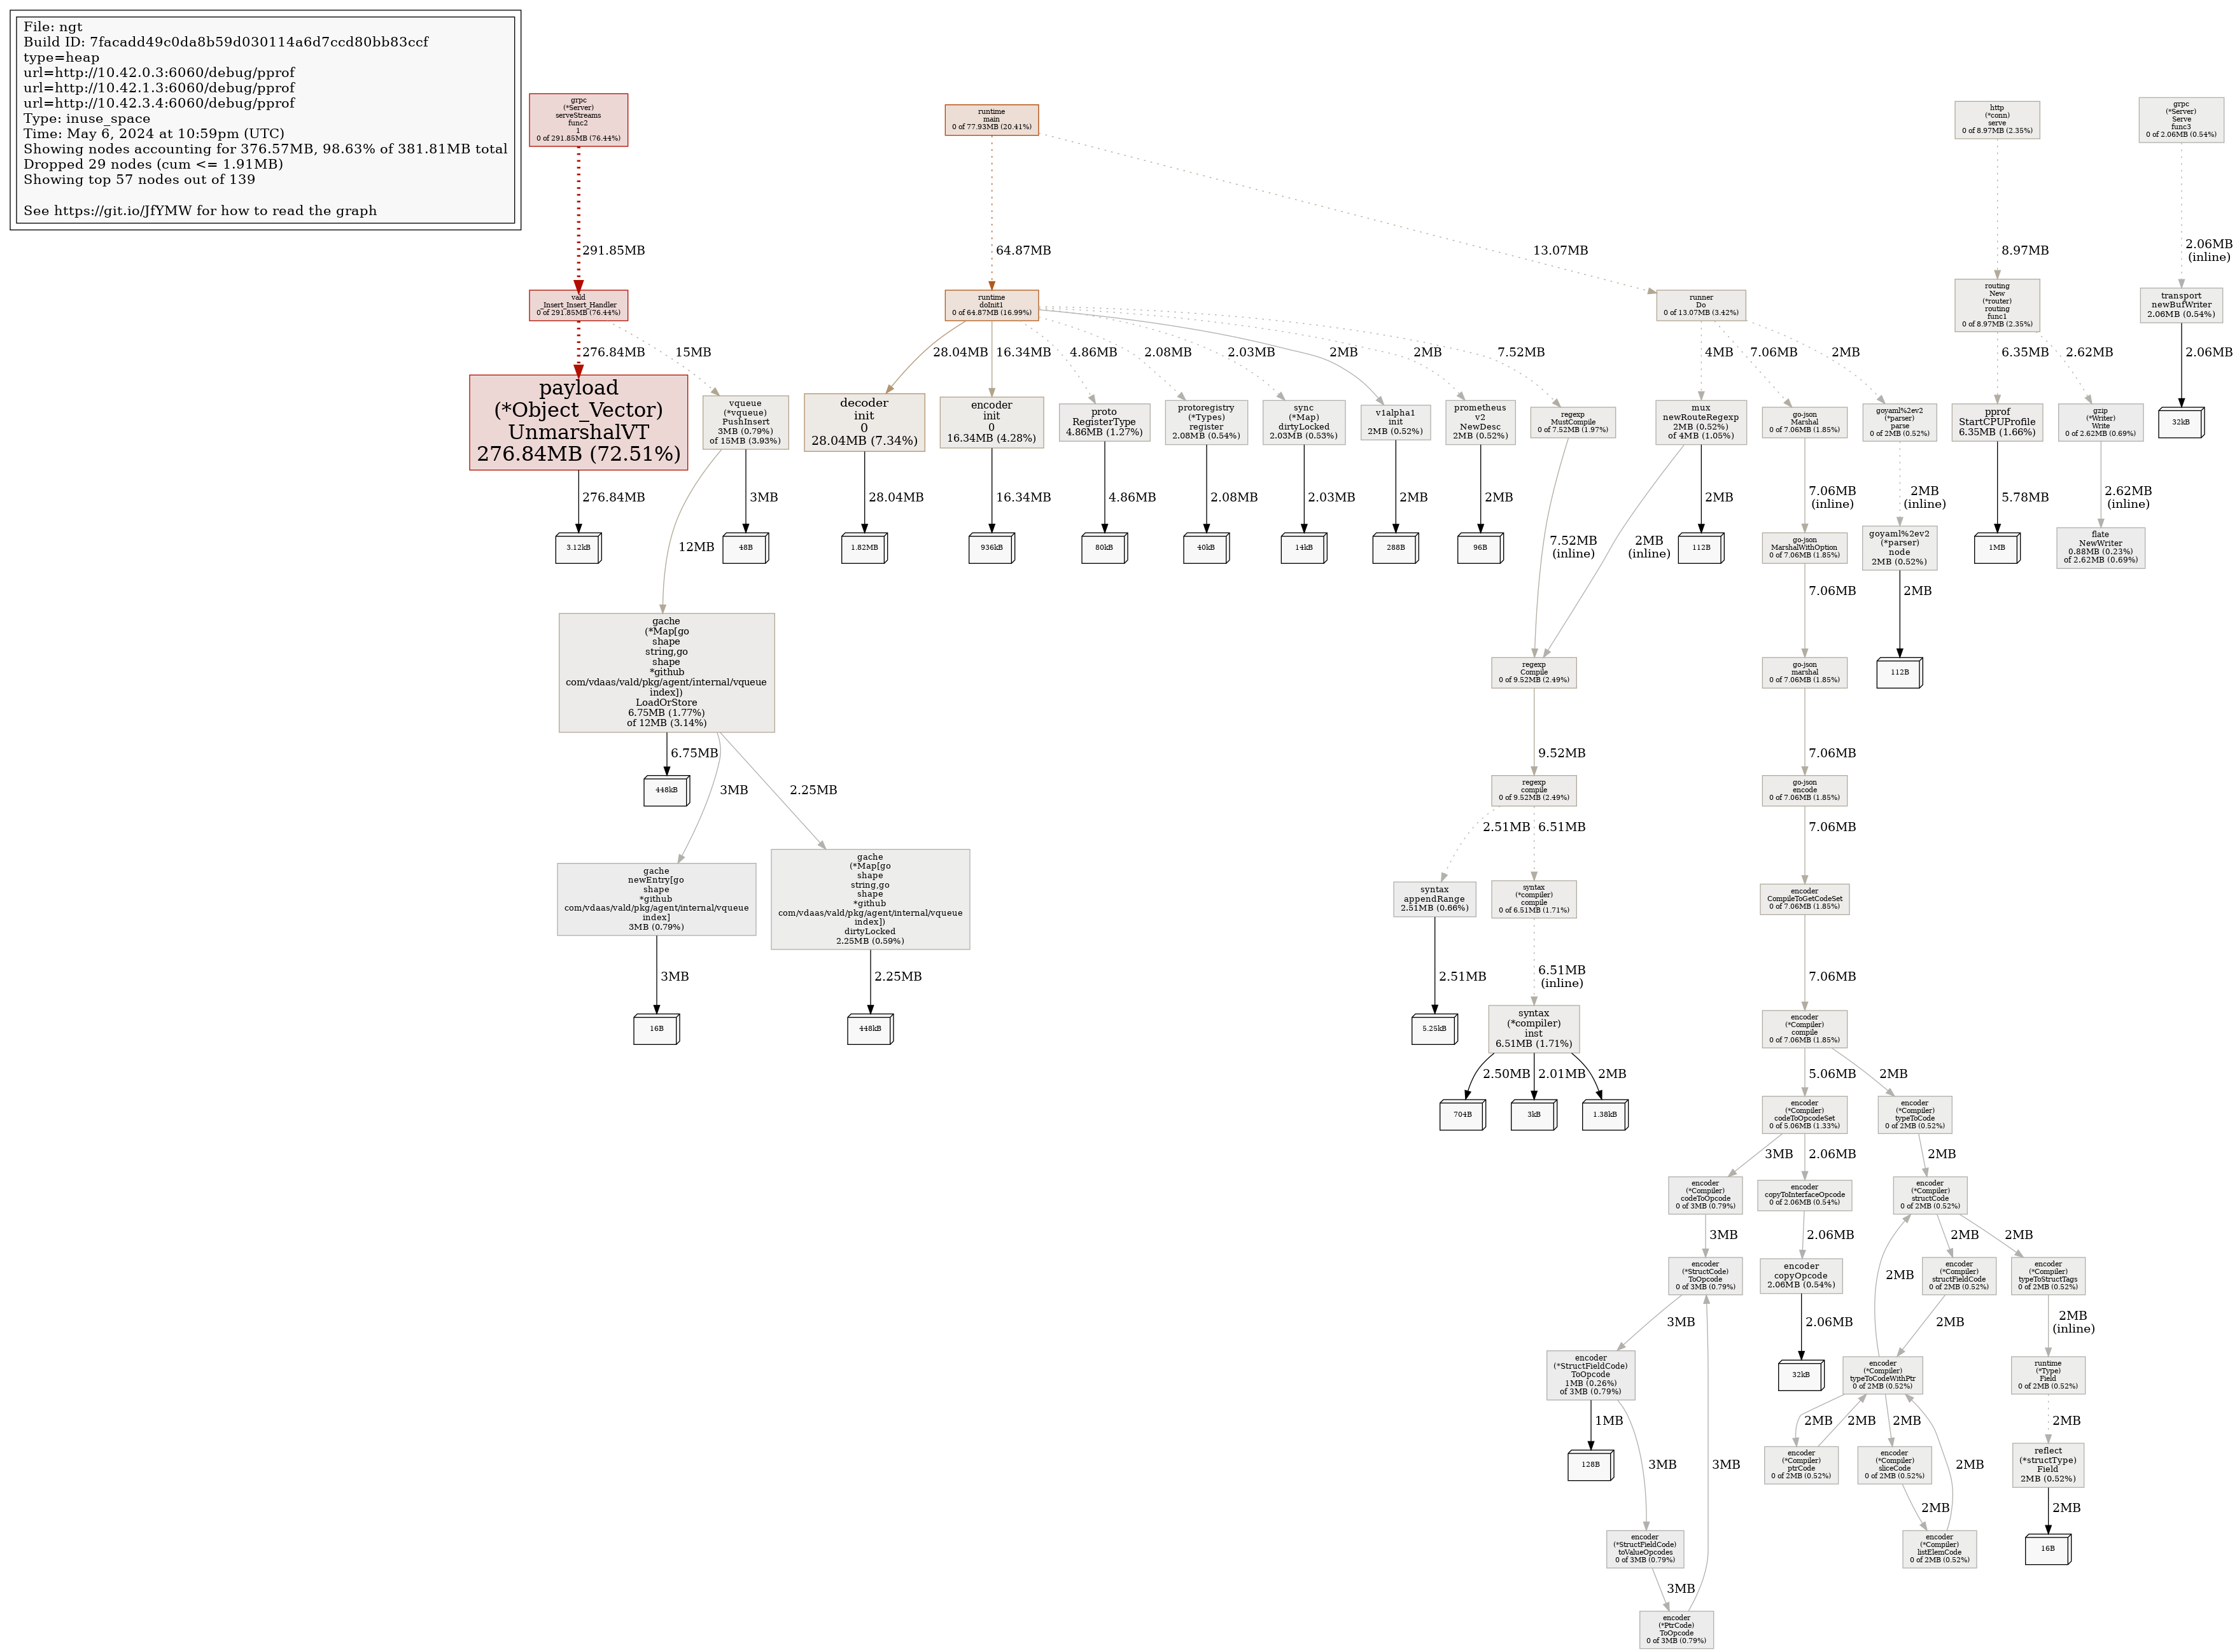 File: ngt
Build ID: 7facadd49c0da8b59d030114a6d7ccd80bb83ccf
type=heap
url=http://10.42.0.3:6060/debug/pprof
url=http://10.42.1.3:6060/debug/pprof
url=http://10.42.3.4:6060/debug/pprof
Type: inuse_space
Time: May 6, 2024 at 10:59pm (UTC)
Showing nodes accounting for 376.57MB, 98.63% of 381.81MB total
Dropped 29 nodes (cum <= 1.91MB)
Showing top 57 nodes out of 139
See https://git.io/JfYMW for how to read the graph
grpc
(*Server)
serveStreams
func2
1
0 of 291.85MB (76.44%)
runtime
main
0 of 77.93MB (20.41%)
http
(*conn)
serve
0 of 8.97MB (2.35%)
grpc
(*Server)
Serve
func3
0 of 2.06MB (0.54%)
291.85MB
64.87MB
13.07MB
8.97MB
2.06MB
(inline)
vald
_Insert_Insert_Handler
0 of 291.85MB (76.44%)
runtime
doInit1
0 of 64.87MB (16.99%)
runner
Do
0 of 13.07MB (3.42%)
routing
New
(*router)
routing
func1
0 of 8.97MB (2.35%)
transport
newBufWriter
2.06MB (0.54%)
276.84MB
15MB
28.04MB
16.34MB
4.86MB
2.08MB
2.03MB
2MB
2MB
7.52MB
4MB
7.06MB
2MB
6.35MB
2.62MB
2.06MB
payload
(*Object_Vector)
UnmarshalVT
276.84MB (72.51%)
vqueue
(*vqueue)
PushInsert
3MB (0.79%)
of 15MB (3.93%)
decoder
init
0
28.04MB (7.34%)
encoder
init
0
16.34MB (4.28%)
proto
RegisterType
4.86MB (1.27%)
protoregistry
(*Types)
register
2.08MB (0.54%)
sync
(*Map)
dirtyLocked
2.03MB (0.53%)
v1alpha1
init
2MB (0.52%)
prometheus
v2
NewDesc
2MB (0.52%)
regexp
MustCompile
0 of 7.52MB (1.97%)
mux
newRouteRegexp
2MB (0.52%)
of 4MB (1.05%)
go-json
Marshal
0 of 7.06MB (1.85%)
goyaml%2ev2
(*parser)
parse
0 of 2MB (0.52%)
pprof
StartCPUProfile
6.35MB (1.66%)
gzip
(*Writer)
Write
0 of 2.62MB (0.69%)
32kB
276.84MB
12MB
3MB
28.04MB
16.34MB
4.86MB
2.08MB
2.03MB
2MB
2MB
7.52MB
(inline)
2MB
(inline)
2MB
7.06MB
(inline)
2MB
(inline)
5.78MB
2.62MB
(inline)
3.12kB
48B
1.82MB
936kB
80kB
40kB
14kB
288B
96B
112B
go-json
MarshalWithOption
0 of 7.06MB (1.85%)
goyaml%2ev2
(*parser)
node
2MB (0.52%)
1MB
flate
NewWriter
0.88MB (0.23%)
of 2.62MB (0.69%)
7.06MB
2MB
gache
(*Map[go
shape
string,go
shape
*github
com/vdaas/vald/pkg/agent/internal/vqueue
index])
LoadOrStore
6.75MB (1.77%)
of 12MB (3.14%)
regexp
Compile
0 of 9.52MB (2.49%)
go-json
marshal
0 of 7.06MB (1.85%)
112B
6.75MB
3MB
2.25MB
9.52MB
7.06MB
448kB
regexp
compile
0 of 9.52MB (2.49%)
go-json
encode
0 of 7.06MB (1.85%)
2.51MB
6.51MB
7.06MB
gache
newEntry[go
shape
*github
com/vdaas/vald/pkg/agent/internal/vqueue
index]
3MB (0.79%)
gache
(*Map[go
shape
string,go
shape
*github
com/vdaas/vald/pkg/agent/internal/vqueue
index])
dirtyLocked
2.25MB (0.59%)
syntax
appendRange
2.51MB (0.66%)
syntax
(*compiler)
compile
0 of 6.51MB (1.71%)
encoder
CompileToGetCodeSet
0 of 7.06MB (1.85%)
3MB
2.25MB
2.51MB
6.51MB
(inline)
7.06MB
16B
448kB
5.25kB
syntax
(*compiler)
inst
6.51MB (1.71%)
encoder
(*Compiler)
compile
0 of 7.06MB (1.85%)
2.50MB
2.01MB
2MB
5.06MB
2MB
704B
3kB
1.38kB
encoder
(*Compiler)
codeToOpcodeSet
0 of 5.06MB (1.33%)
encoder
(*Compiler)
typeToCode
0 of 2MB (0.52%)
3MB
2.06MB
2MB
encoder
(*Compiler)
codeToOpcode
0 of 3MB (0.79%)
encoder
copyToInterfaceOpcode
0 of 2.06MB (0.54%)
encoder
(*Compiler)
structCode
0 of 2MB (0.52%)
3MB
2.06MB
2MB
2MB
2MB
encoder
(*StructCode)
ToOpcode
0 of 3MB (0.79%)
encoder
copyOpcode
2.06MB (0.54%)
encoder
(*Compiler)
structFieldCode
0 of 2MB (0.52%)
encoder
(*Compiler)
typeToStructTags
0 of 2MB (0.52%)
3MB
2.06MB
2MB
2MB
(inline)
encoder
(*StructFieldCode)
ToOpcode
1MB (0.26%)
of 3MB (0.79%)
32kB
encoder
(*Compiler)
typeToCodeWithPtr
0 of 2MB (0.52%)
runtime
(*Type)
Field
0 of 2MB (0.52%)
1MB
3MB
3MB
2MB
2MB
2MB
2MB
2MB
128B
encoder
(*Compiler)
ptrCode
0 of 2MB (0.52%)
encoder
(*Compiler)
sliceCode
0 of 2MB (0.52%)
reflect
(*structType)
Field
2MB (0.52%)
2MB
2MB
encoder
(*StructFieldCode)
toValueOpcodes
0 of 3MB (0.79%)
encoder
(*Compiler)
listElemCode
0 of 2MB (0.52%)
16B
3MB
encoder
(*PtrCode)
ToOpcode
0 of 3MB (0.79%)